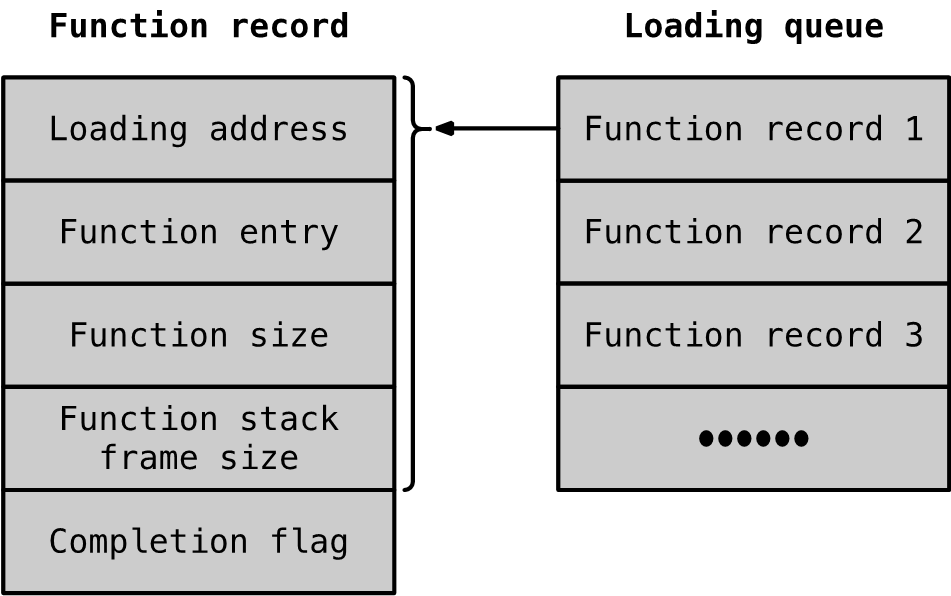 Function record
Loading address
Function entry
Function size
Function stack
frame size
Completion flag
Loading queue
Function record 1
Function record 2
Function record 3
••••••